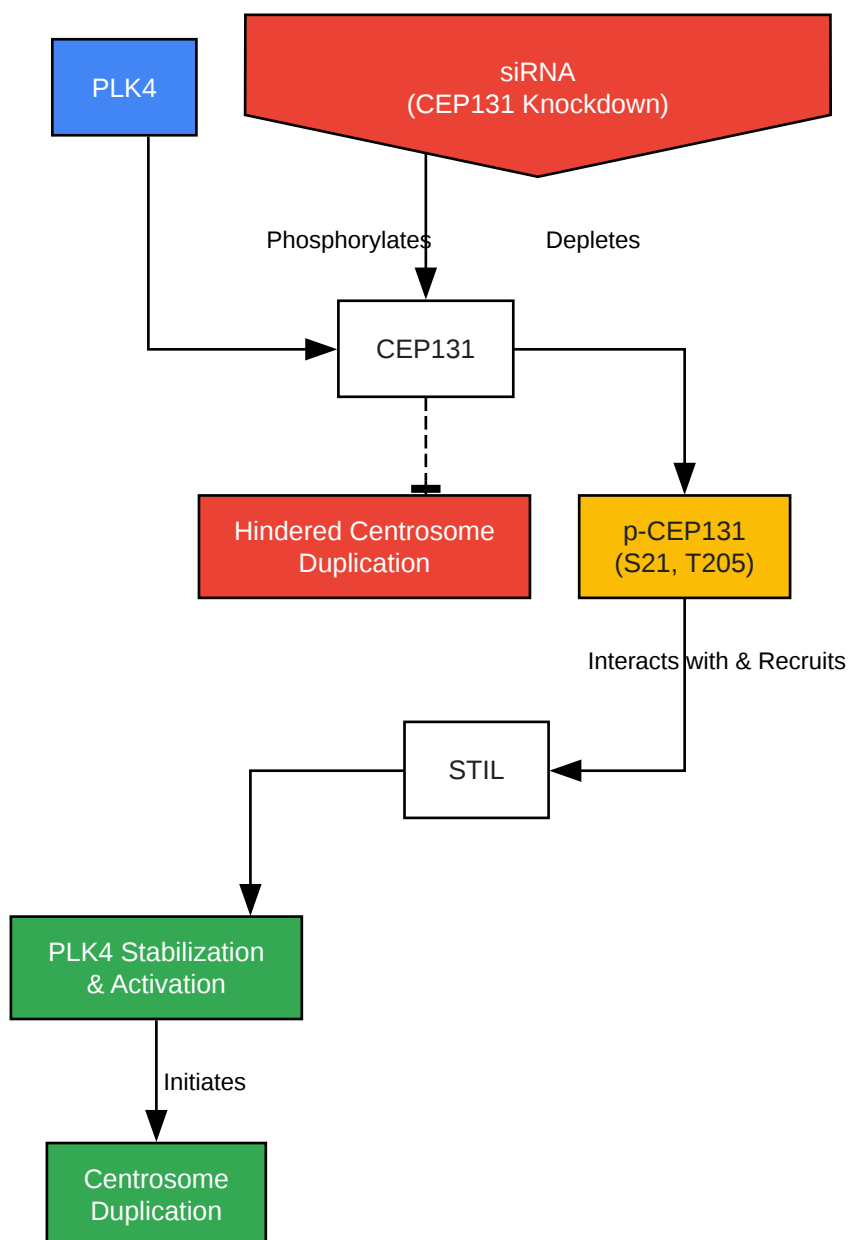 PLK4
siRNA
(CEP131 Knockdown)
Phosphorylates
Depletes
CEP131
Hindered Centrosome
Duplication
p-CEP131
(S21, T205)
Interacts with & Recruits
STIL
PLK4 Stabilization
& Activation
Initiates
Centrosome
Duplication